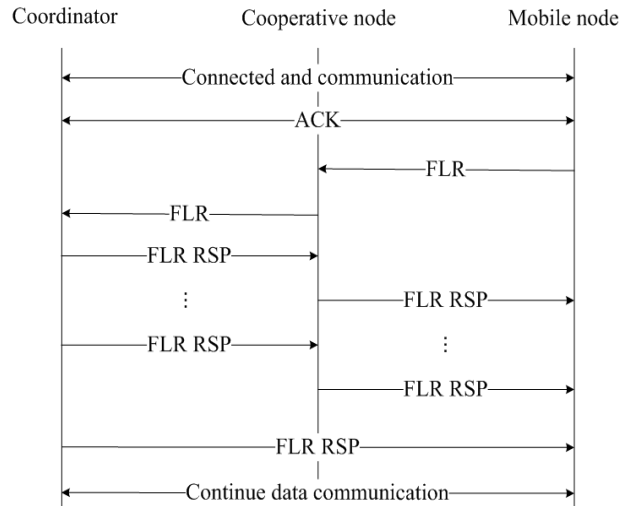 Coordinator Cooperative node Mobile node
Connected and communication
ACK
FLR
FLR
FLR RSP
FLR RSP
FLR RSP
FLR RSP
FLR RSP
Continue data communication